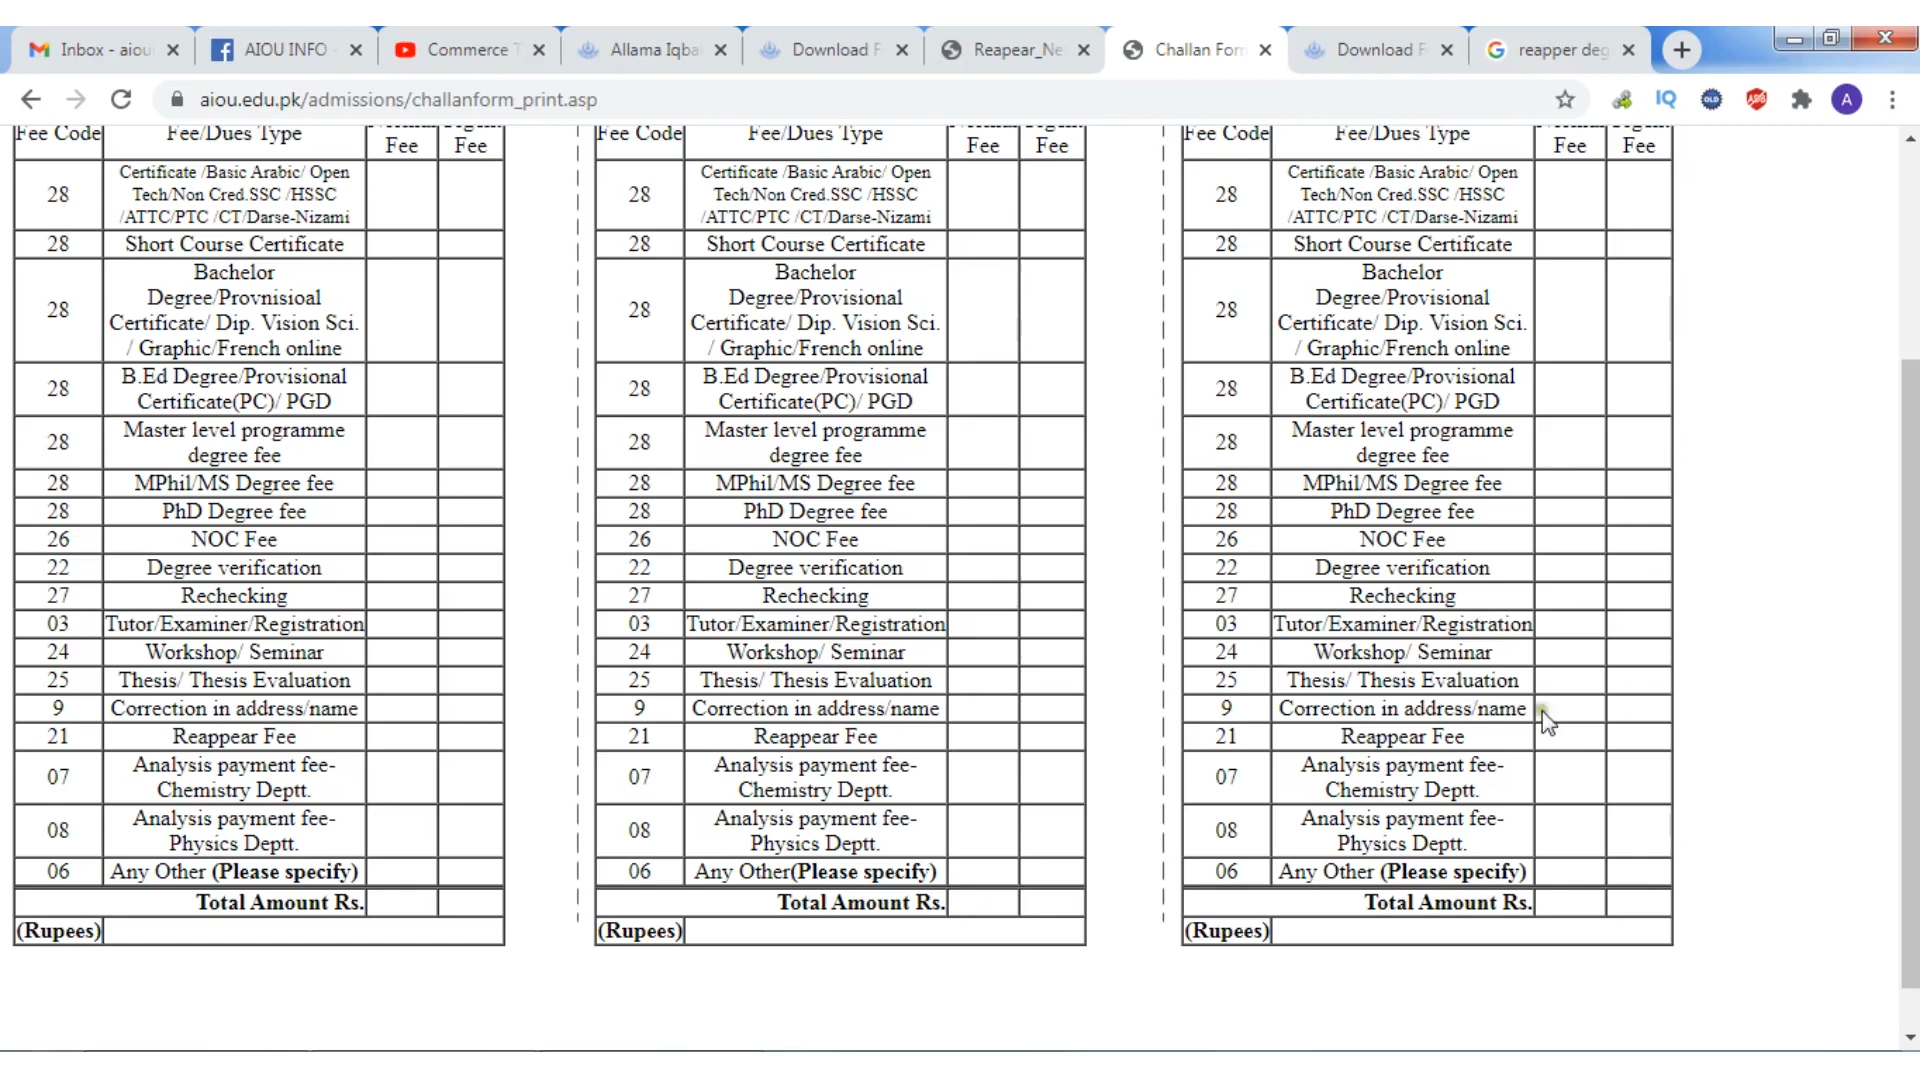 Inbox - aiou
AIOU INFO -
Commerce T
Allama Iqba
Download F
Reapear_Ne
Challan For
Download F
reapper deg
aiou.edu.pk/admissions/challanform_print.asp
IQ
OLD
A
Fee Code Fee/Dues Type Fee Fee
28 Certificate /Basic Arabic/ Open
Tech/Non Cred.SSC /HSSC
/ATTC/PTC /CT/Darse-Nizami
28 Short Course Certificate
28 Bachelor
Degree/Provnisioal
Certificate/ Dip. Vision Sci.
/ Graphic/French online
28 B.Ed Degree/Provisional
Certificate(PC)/ PGD
28 Master level programme
degree fee
28 MPhil/MS Degree fee
28 PhD Degree fee
26 NOC Fee
22 Degree verification
27 Rechecking
03 Tutor/Examiner/Registration
24 Workshop/ Seminar
25 Thesis/ Thesis Evaluation
9 Correction in address/name
21 Reappear Fee
07 Analysis payment fee-
Chemistry Deptt.
08 Analysis payment fee-
Physics Deptt.
06 Any Other (Please specify)
Total Amount Rs.
(Rupees)
Fee Code Fee/Dues Type Fee Fee
28 Certificate /Basic Arabic/ Open
Tech/Non Cred.SSC /HSSC
/ATTC/PTC /CT/Darse-Nizami
28 Short Course Certificate
28 Bachelor
Degree/Provisional
Certificate/ Dip. Vision Sci.
/ Graphic/French online
28 B.Ed Degree/Provisional
Certificate(PC)/ PGD
28 Master level programme
degree fee
28 MPhil/MS Degree fee
28 PhD Degree fee
26 NOC Fee
22 Degree verification
27 Rechecking
03 Tutor/Examiner/Registration
24 Workshop/ Seminar
25 Thesis/ Thesis Evaluation
9 Correction in address/name
21 Reappear Fee
07 Analysis payment fee-
Chemistry Deptt.
08 Analysis payment fee-
Physics Deptt.
06 Any Other(Please specify)
Total Amount Rs.
(Rupees)
Fee Code Fee/Dues Type Fee Fee
28 Certificate /Basic Arabic/ Open
Tech/Non Cred.SSC /HSSC
/ATTC/PTC /CT/Darse-Nizami
28 Short Course Certificate
28 Bachelor
Degree/Provisional
Certificate/ Dip. Vision Sci.
/ Graphic/French online
28 B.Ed Degree/Provisional
Certificate(PC)/ PGD
28 Master level programme
degree fee
28 MPhil/MS Degree fee
28 PhD Degree fee
26 NOC Fee
22 Degree verification
27 Rechecking
03 Tutor/Examiner/Registration
24 Workshop/ Seminar
25 Thesis/ Thesis Evaluation
9 Correction in address/name
21 Reappear Fee
07 Analysis payment fee-
Chemistry Deptt.
08 Analysis payment fee-
Physics Deptt.
06 Any Other (Please specify)
Total Amount Rs.
(Rupees)